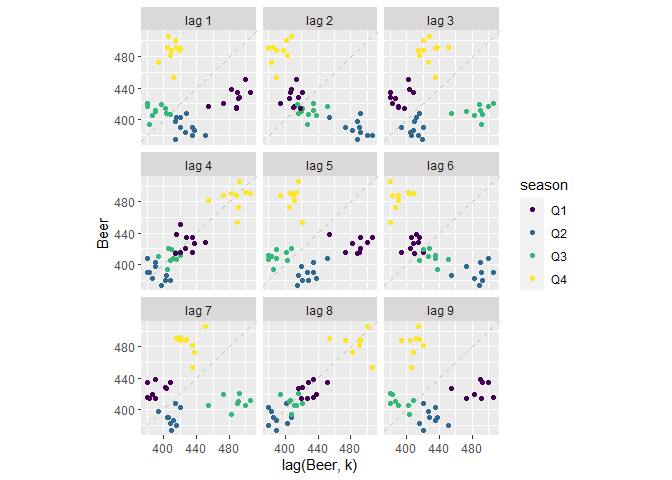 lag 1 lag 2 lag 3
480
440
400
lag 4 lag 5 lag 6
480
440
400
lag 7 lag 8 lag 9
480
440
400
400 440 480 400 440 480 400 440 480
lag(Beer, k)
Beer
season
Q1
Q2
Q3
Q4